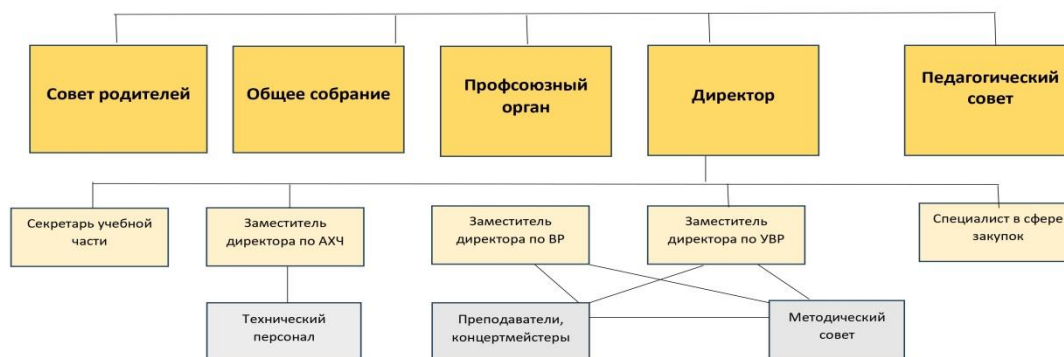 Совет родителей
Общее собрание
Профсоюзный
орган
Директор
Педагогический
совет
Секретарь учебной
части
Заместитель
директора по АХЧ
Заместитель
директора по ВР
Заместитель
директора по УВР
Специалист в сфере
закупок
Технический
персонал
Преподаватели,
концертмейстеры
Методический
совет